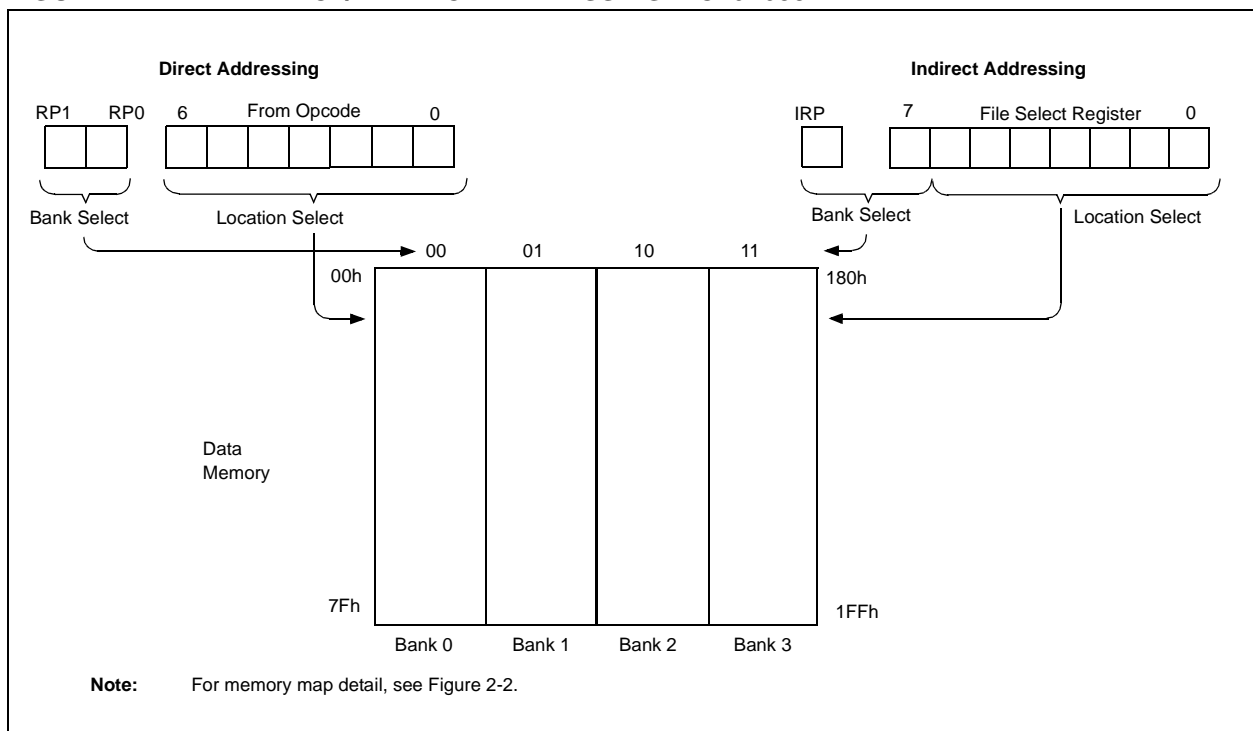 Direct Addressing
Indirect Addressing
RP1 RP0 6 From Opcode 0
IRP 7 File Select Register 0
Bank Select Location Select
Bank Select Location Select
00 01 10 11
00h
180h
Data
Memory
7Fh
1FFh
Bank 0 Bank 1 Bank 2 Bank 3
Note: For memory map detail, see Figure 2-2.